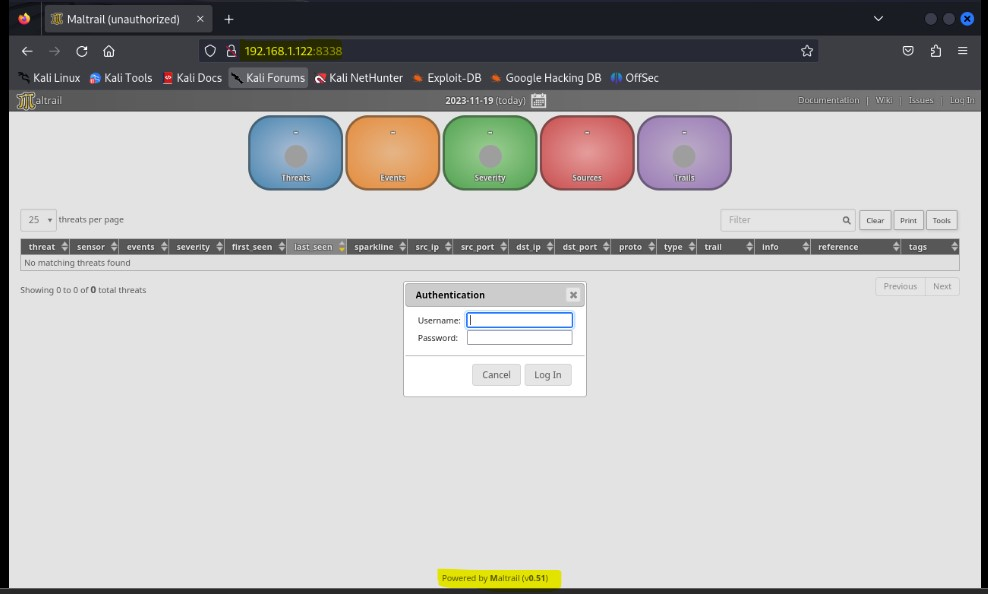 Maltrail (unauthorized)
192.168.1.122:8338
Kali Linux Kali Tools Kali Docs Kali Forums Kali NetHunter Exploit-DB Google Hacking DB OffSec
altrail 2023-11-19 (today) Documentation | Wiki | Issues | Log In
- - - - -
Threats Events Severity Sources Trails
25 threats per page Filter Clear Print Tools
threat sensor events severity first_seen last_seen sparkline src_ip src_port dst_ip dst_port proto type trail info reference tags
No matching threats found
Showing 0 to 0 of 0 total threats Previous Next
Authentication
Username:
Password:
Cancel Log In
Powered by Maltrail (v0.51)